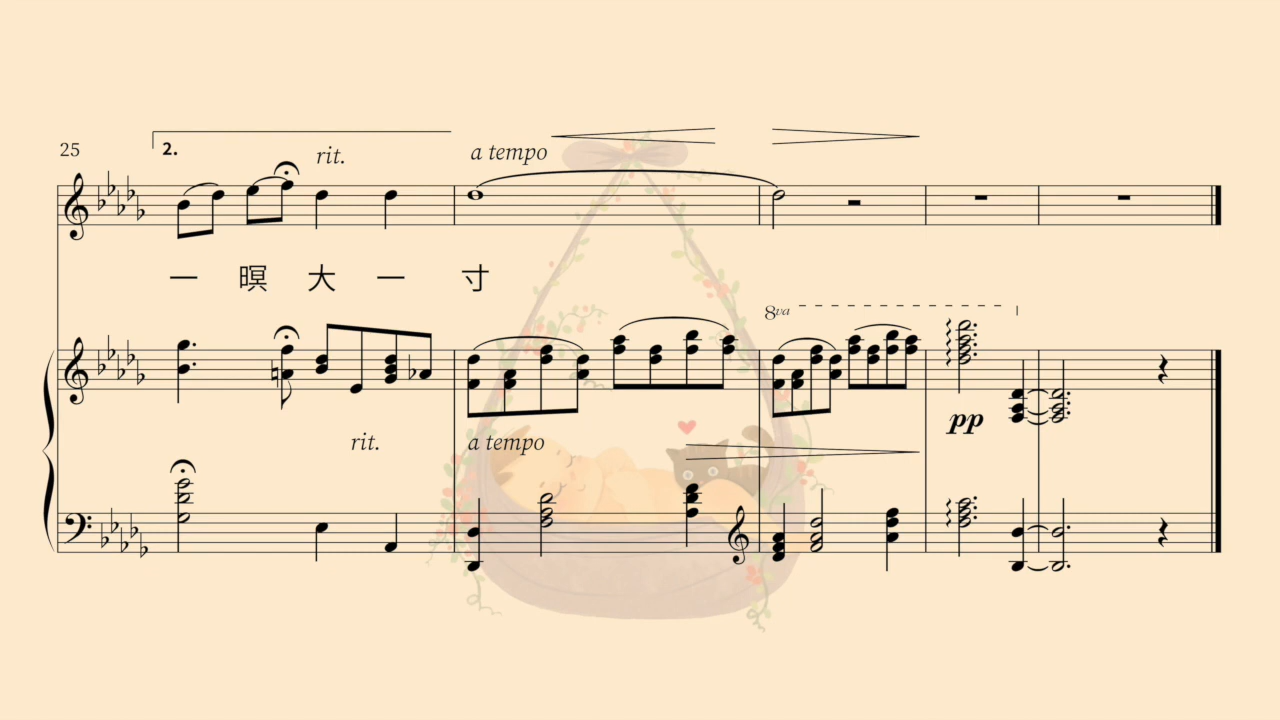 25
2.
rit.
a tempo
一 暝 大 一 寸
8va
pp
rit.
a tempo